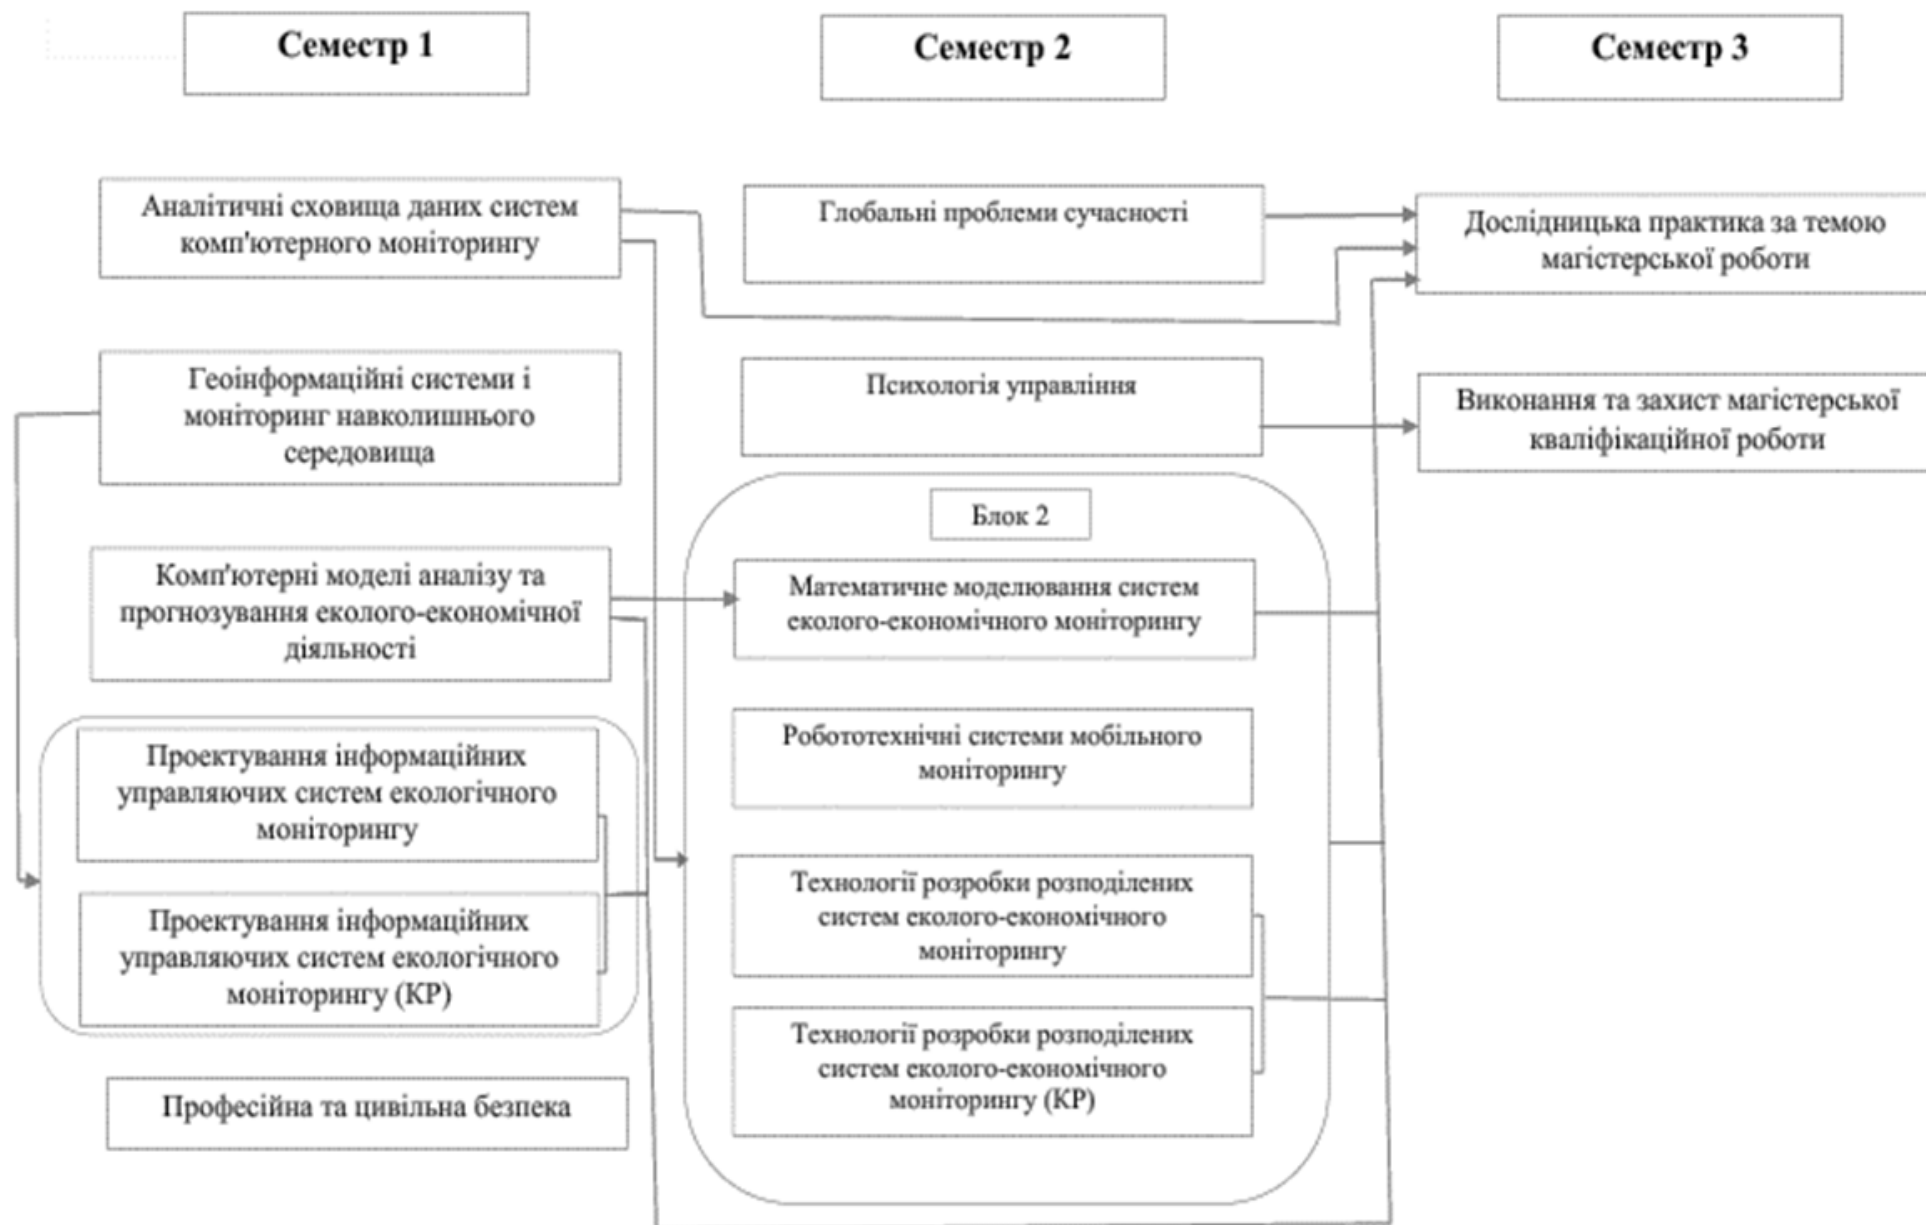 Семестр 1
Семестр 2
Семестр 3
Аналітичні сховища даних систем
комп'ютерного моніторингу
Глобальні проблеми сучасності
Дослідницька практика за темою
магістерської роботи
Геоінформаційні системи і
моніторинг навколишнього
середовища
Психологія управління
Виконання та захист магістерської
кваліфікаційної роботи
Блок 2
Комп'ютерні моделі аналізу та
прогнозування еколого-економічної
діяльності
Математичне моделювання систем
еколого-економічного моніторингу
Проектування інформаційних
управляючих систем екологічного
моніторингу
Робототехнічні системи мобільного
моніторингу
Проектування інформаційних
управляючих систем екологічного
моніторингу (КР)
Технології розробки розподілених
систем еколого-економічного
моніторингу
Технології розробки розподілених
систем еколого-економічного
моніторингу (КР)
Професійна та цивільна безпека